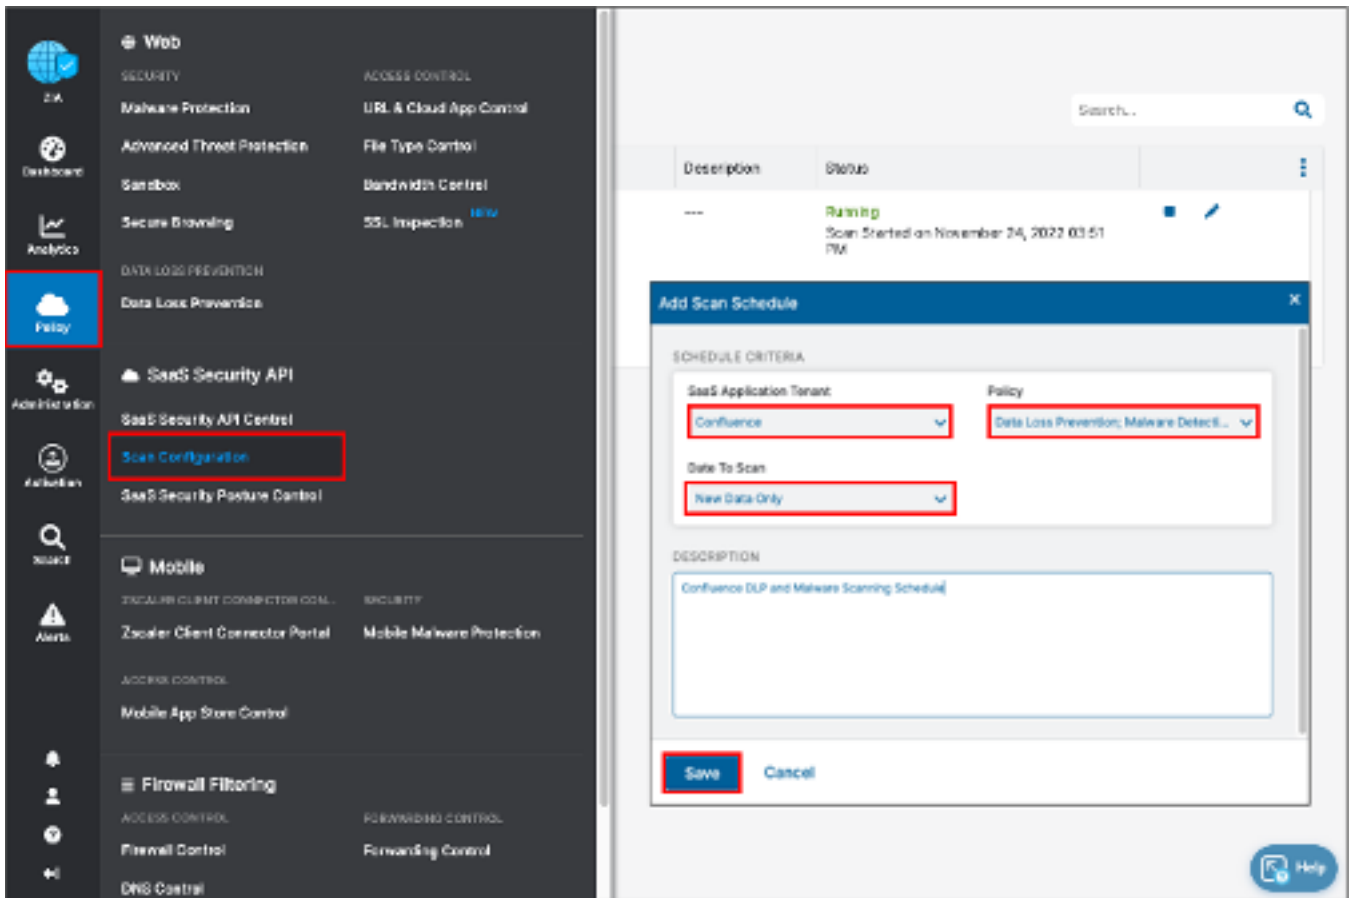 ZIA
Dashboard
Analytics
Policy
Administration
Activation
Search
Alerts
Web
SECURITY
ACCESS CONTROL
Malware Protection
URL & Cloud App Control
Advanced Threat Protection
File Type Control
Sandbox
Bandwidth Control
Secure Browsing
SSL Inspection NEW
DATA LOSS PREVENTION
Data Loss Prevention
SaaS Security API
SaaS Security API Control
Scan Configuration
SaaS Security Posture Control
Mobile
ZSCALER CLIENT CONNECTOR CON...
SECURITY
Zscaler Client Connector Portal
Mobile Malware Protection
ACCESS CONTROL
Mobile App Store Control
Firewall Filtering
ACCESS CONTROL
FORWARDING CONTROL
Firewall Control
Forwarding Control
DNS Control
Search...
Description
Status
---
Running
Scan Started on November 24, 2022 03:51
PM
Add Scan Schedule
SCHEDULE CRITERIA
SaaS Application Tenant
Policy
Confluence
Data Loss Prevention; Malware Detecti...
Data To Scan
New Data Only
DESCRIPTION
Confluence DLP and Malware Scanning Schedule
Save
Cancel
Help